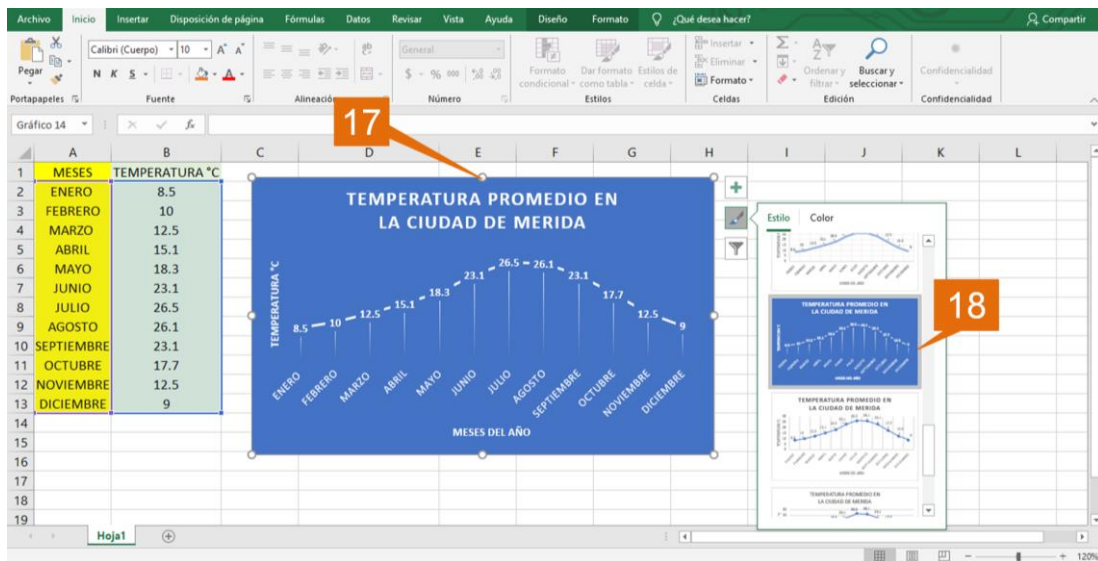 Archivo Inicio Insertar Disposición de página Fórmulas Datos Revisar Vista Ayuda Diseño Formato ¿Qué desea hacer? Compartir
Calibri (Cuerpo) 10 A A General Insertar
Pegar N K S A $ % 000 Formato condicional Dar formato como tabla Estilos de celda Eliminar Formato Ordenar y filtrar Buscar y seleccionar Confidencialidad
Portapapeles Fuente Alineación Número Estilos Celdas Edición Confidencialidad
Gráfico 14 fx
17
A B C D E F G H I J K L
1 MESES TEMPERATURA °C
2 ENERO 8.5
3 FEBRERO 10
4 MARZO 12.5
5 ABRIL 15.1
6 MAYO 18.3
7 JUNIO 23.1
8 JULIO 26.5
9 AGOSTO 26.1
10 SEPTIEMBRE 23.1
11 OCTUBRE 17.7
12 NOVIEMBRE 12.5
13 DICIEMBRE 9
14
15
16
17
18
19
TEMPERATURA PROMEDIO EN
LA CIUDAD DE MERIDA
TEMPERATURA °C
8.5 10 12.5 15.1 18.3 23.1 26.5 26.1 23.1 17.7 12.5 9
ENERO FEBRERO MARZO ABRIL MAYO JUNIO JULIO AGOSTO SEPTIEMBRE OCTUBRE NOVIEMBRE DICIEMBRE
MESES DEL AÑO
Estilo Color
TEMPERATURA PROMEDIO EN
LA CIUDAD DE MERIDA
18
TEMPERATURA PROMEDIO EN
LA CIUDAD DE MERIDA
TEMPERATURA PROMEDIO EN
LA CIUDAD DE MERIDA
Hoja1
120%